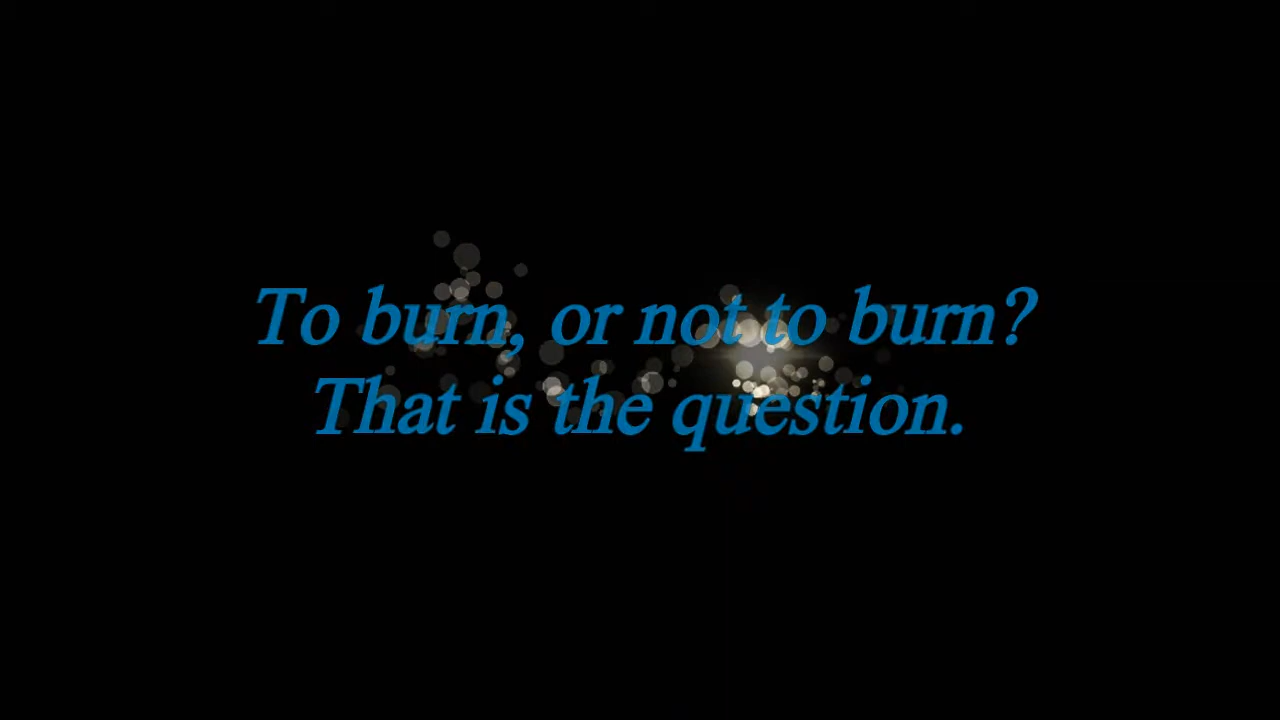 To burn, or not to burn?
That is the question.